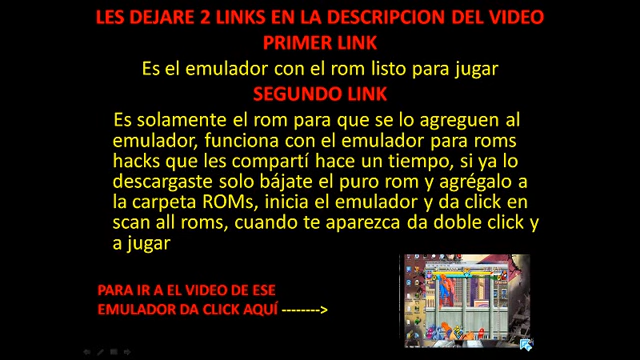 LES DEJARE 2 LINKS EN LA DESCRIPCION DEL VIDEO
PRIMER LINK
Es el emulador con el rom listo para jugar
SEGUNDO LINK
Es solamente el rom para que se lo agreguen al
emulador, funciona con el emulador para roms
hacks que les compartí hace un tiempo, si ya lo
descargaste solo bájate el puro rom y agrégalo a
la carpeta ROMs, inicia el emulador y da click en
scan all roms, cuando te aparezca da doble click y
a jugar
PARA IR A EL VIDEO DE ESE
EMULADOR DA CLICK AQUÍ -------->